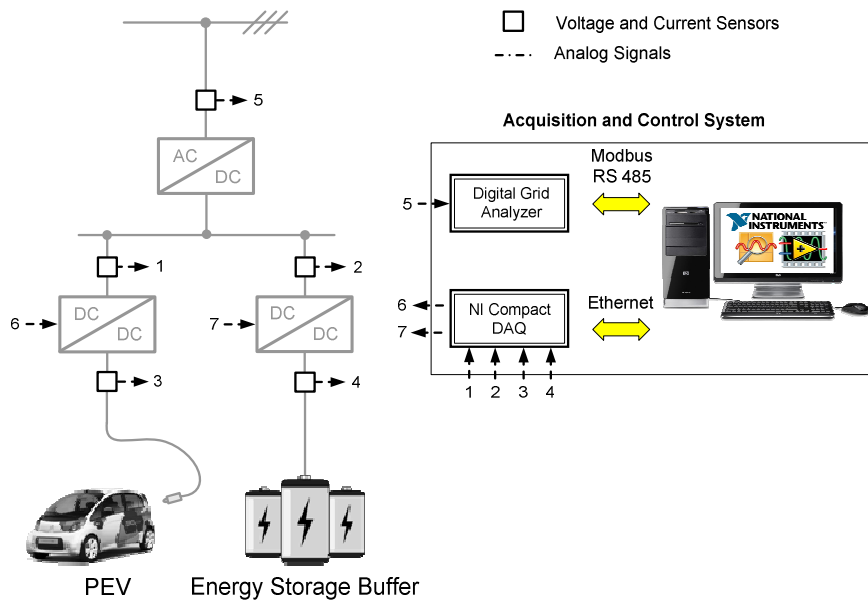 Voltage and Current Sensors
Analog Signals
5
Acquisition and Control System
AC
DC
Modbus
RS 485
5
Digital Grid
Analyzer
NATIONAL
INSTRUMENTS
1
2
6
DC
DC
7
DC
DC
6
7
NI Compact
DAQ
Ethernet
3
4
1
2
3
4
PEV
Energy Storage Buffer